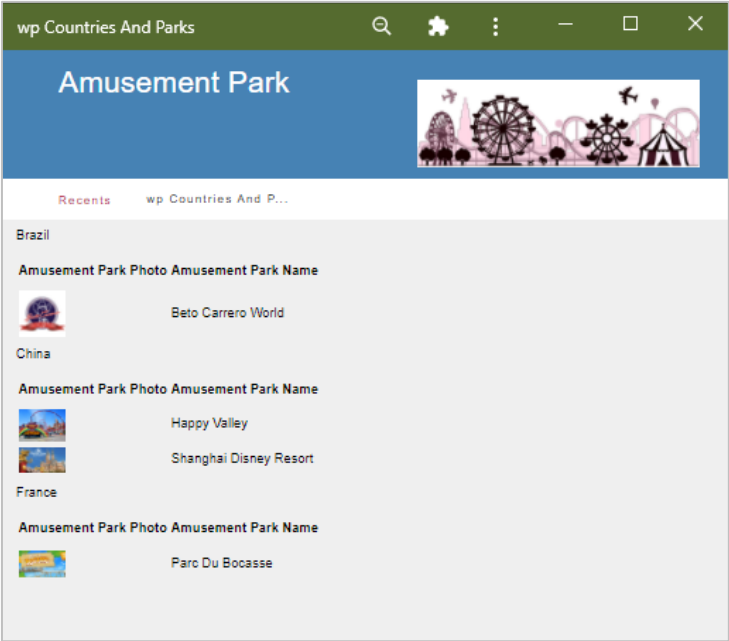 wp Countries And Parks
Amusement Park
Recents wp Countries And P...
Brazil
Amusement Park Photo Amusement Park Name
Beto Carrero World
China
Amusement Park Photo Amusement Park Name
Happy Valley
Shanghai Disney Resort
France
Amusement Park Photo Amusement Park Name
Parc Du Bocasse